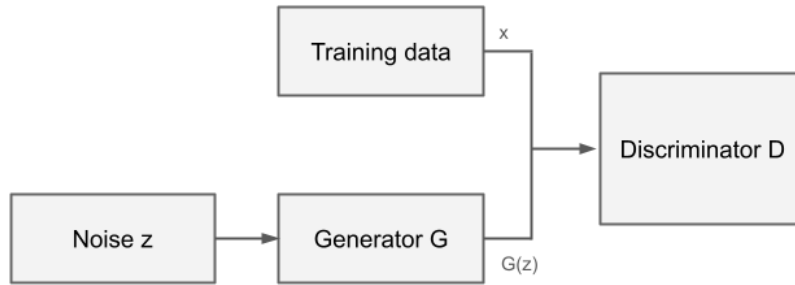 x
Training data
Discriminator D
Noise z
Generator G
G(z)